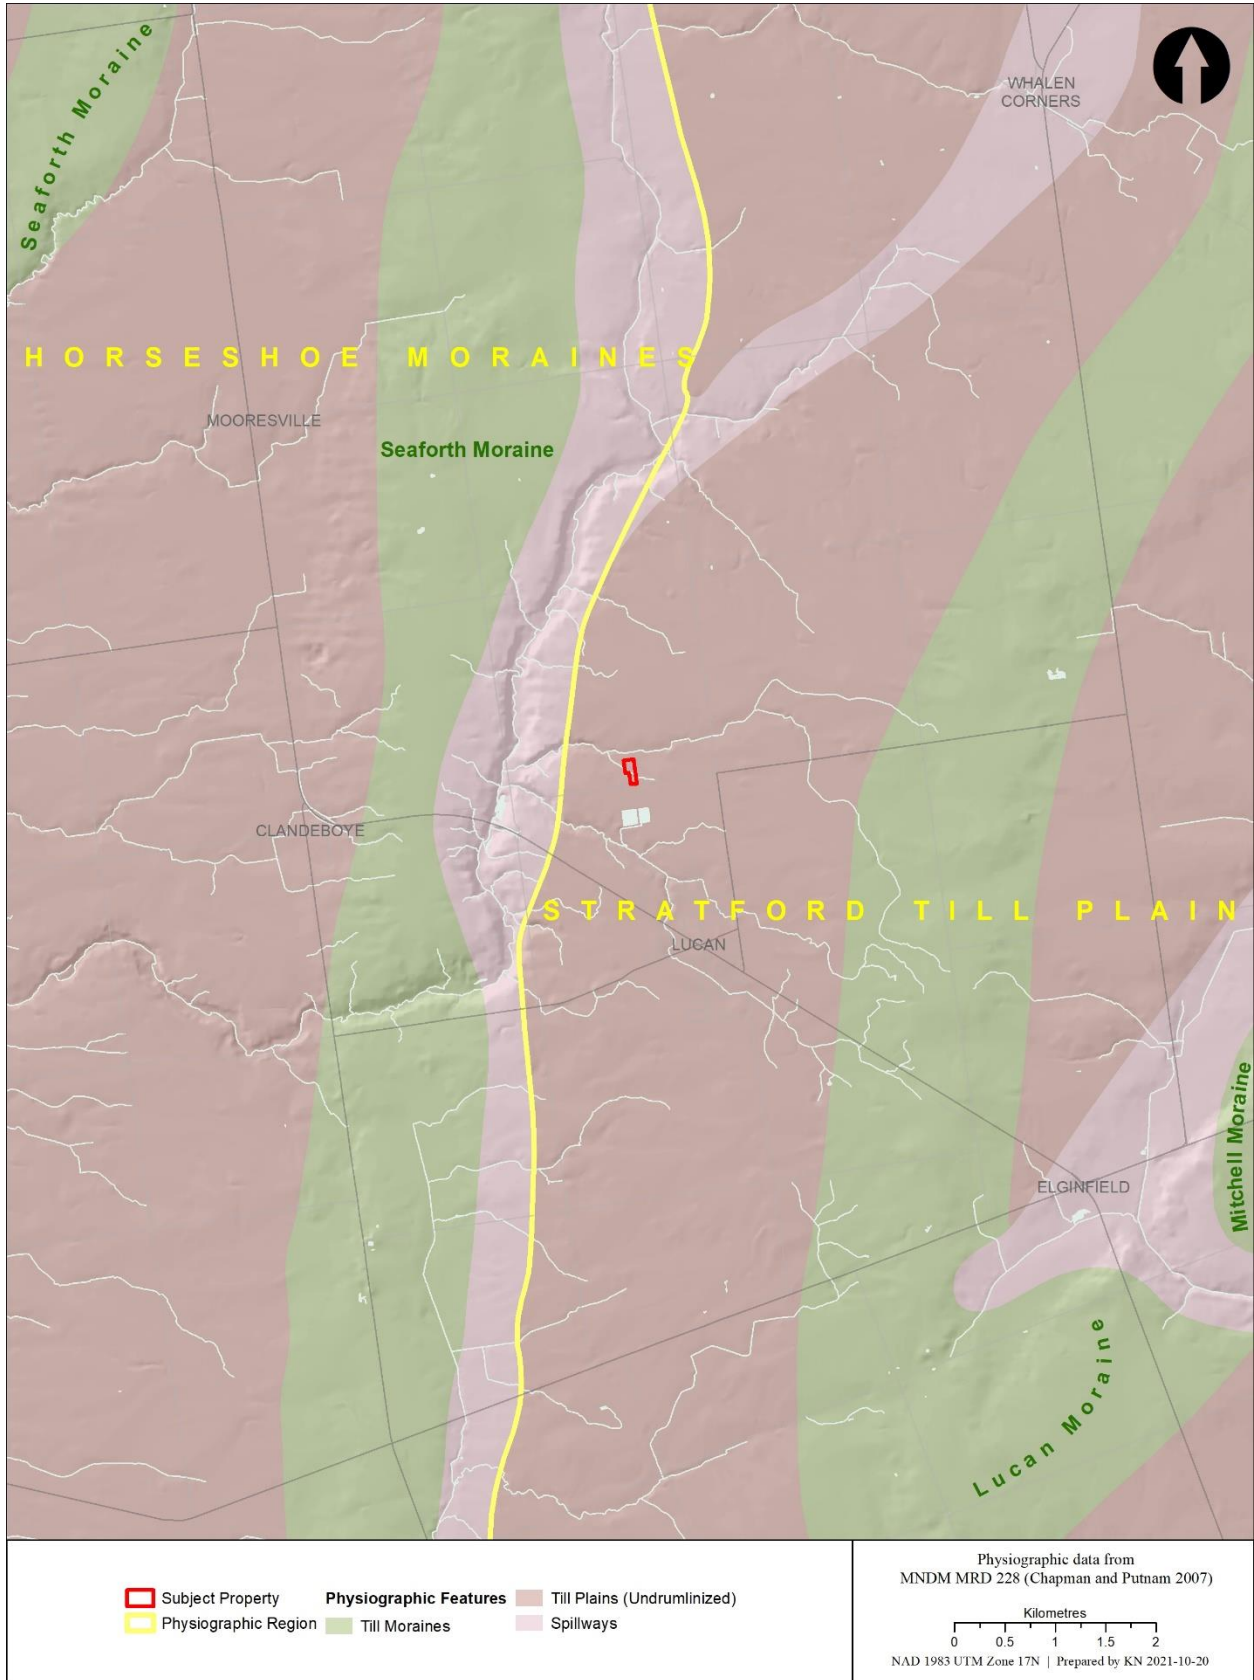 Seaforth Moraine
WHALEN
CORNERS
HORSESHOE MORAINES
MOORESVILLE
Seaforth Moraine
CLANDEBOYE
STRATFORD TILL PLAIN
LUCAN
Mitchell Moraine
ELGINFIELD
Lucan Moraine
Subject Property
Physiographic Region
Physiographic Features
Till Moraines
Till Plains (Undrumlinized)
Spillways
Physiographic data from
MNDM MRD 228 (Chapman and Putnam 2007)
Kilometres
0 0.5 1 1.5 2
NAD 1983 UTM Zone 17N | Prepared by KN 2021-10-20